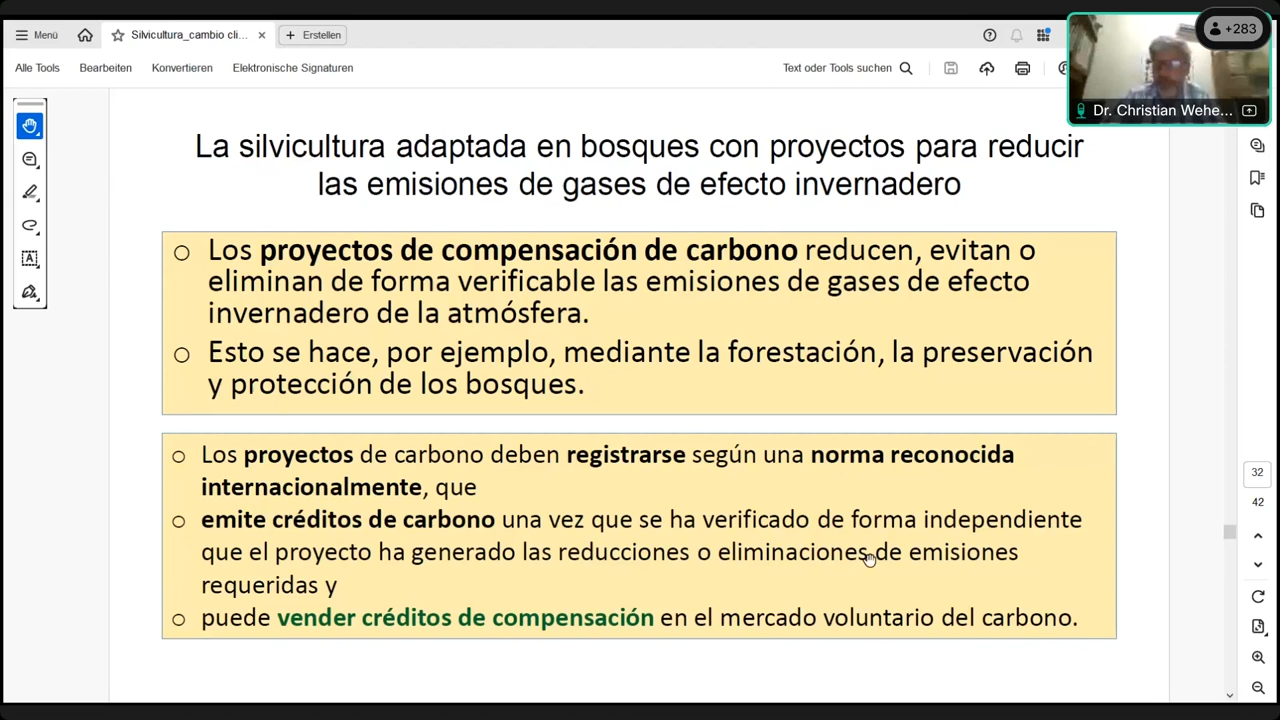 Menü
Silvicultura_cambio cli...
Erstellen
+283
Alle Tools
Bearbeiten
Konvertieren
Elektronische Signaturen
Text oder Tools suchen
Dr. Christian Wehe...
La silvicultura adaptada en bosques con proyectos para reducir
las emisiones de gases de efecto invernadero
Los proyectos de compensación de carbono reducen, evitan o
eliminan de forma verificable las emisiones de gases de efecto
invernadero de la atmósfera.
Esto se hace, por ejemplo, mediante la forestación, la preservación
y protección de los bosques.
Los proyectos de carbono deben registrarse según una norma reconocida
internacionalmente, que
emite créditos de carbono una vez que se ha verificado de forma independiente
que el proyecto ha generado las reducciones o eliminaciones de emisiones
requeridas y
puede vender créditos de compensación en el mercado voluntario del carbono.
32
42